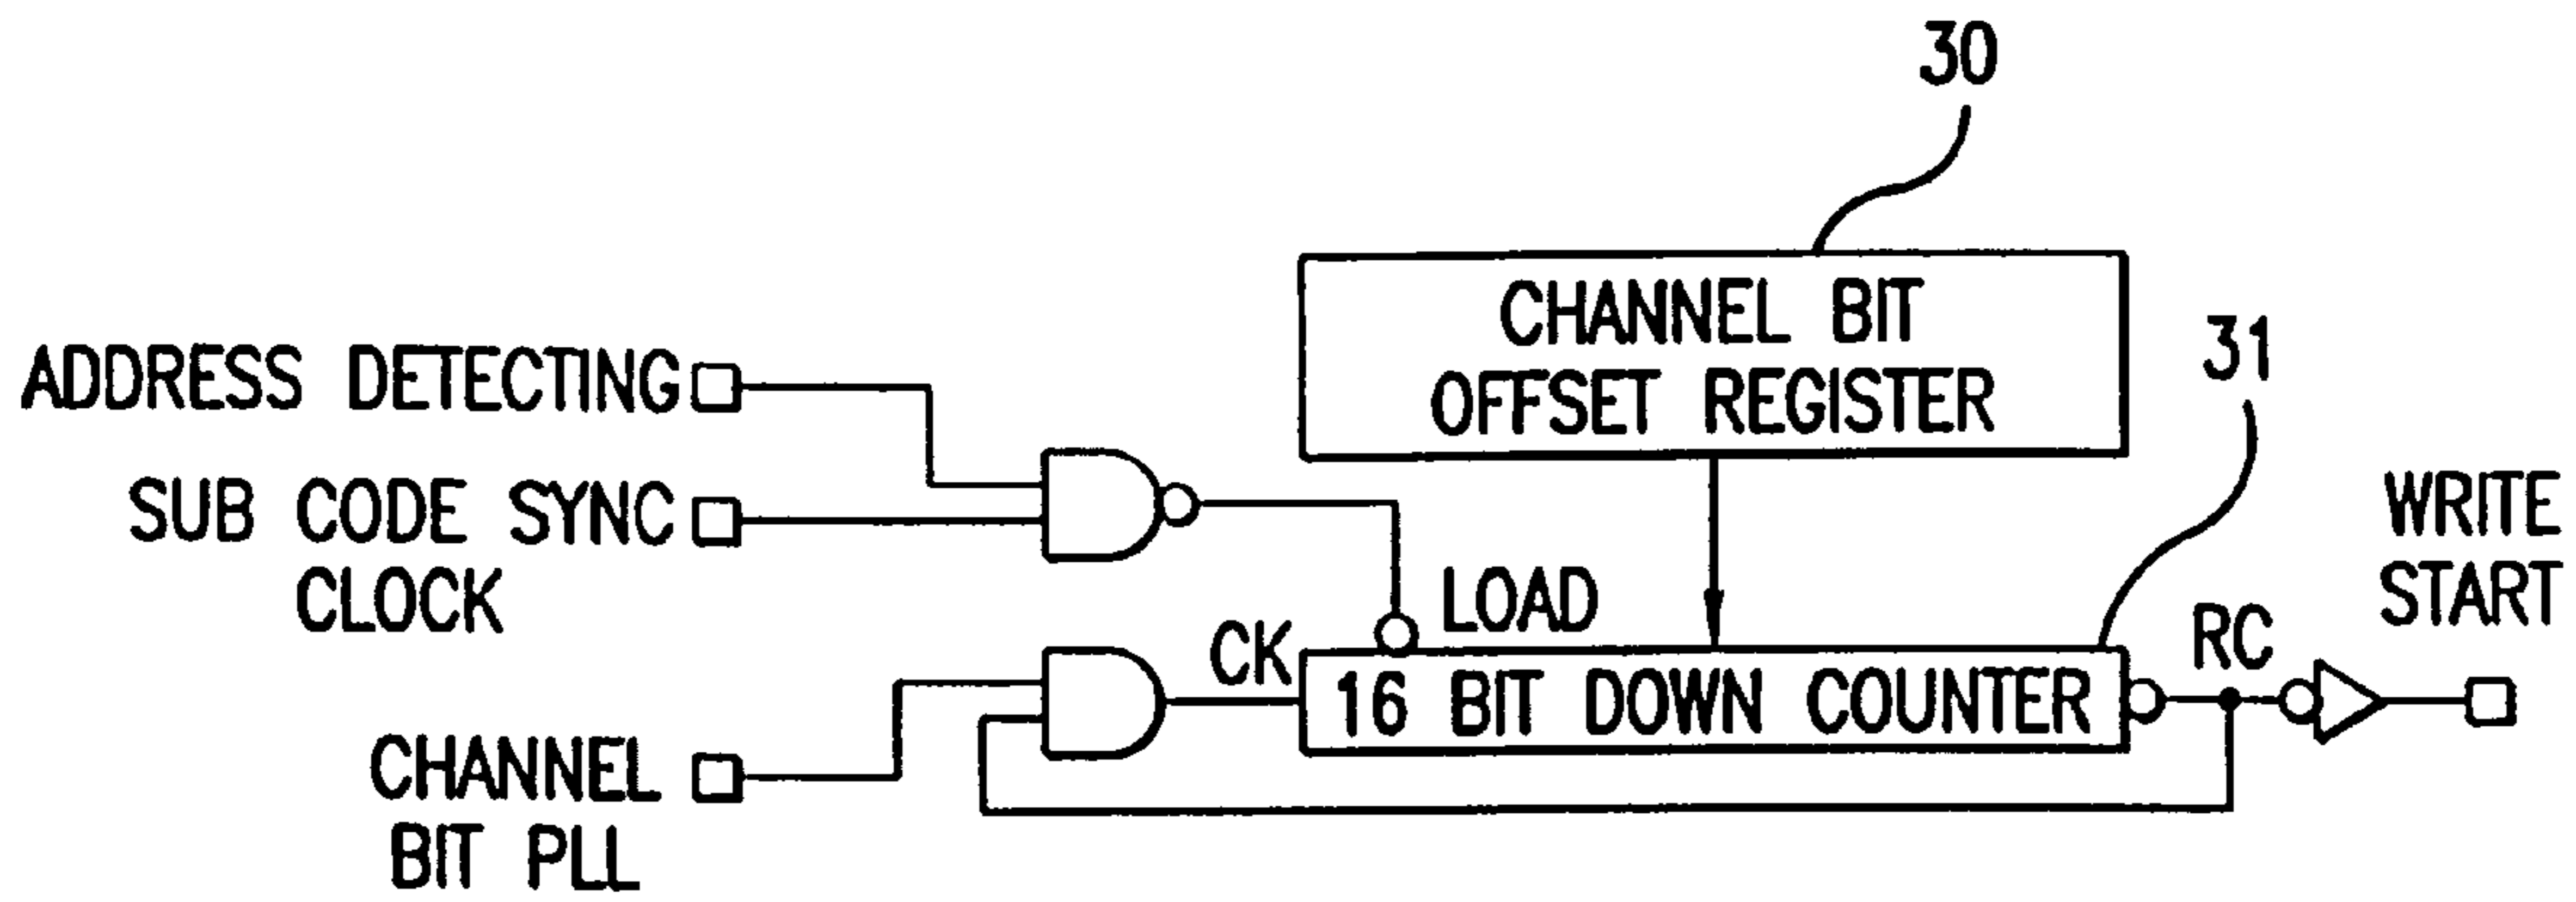 30
CHANNEL BIT
OFFSET REGISTER
31
ADDRESS DETECTING
SUB CODE SYNC
CLOCK
WRITE
START
LOAD
CK
RC
16 BIT DOWN COUNTER
CHANNEL
BIT PLL